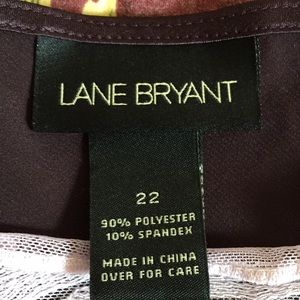 LANE BRYANT
22
90% POLYESTER
10% SPANDEX
MADE IN CHINA
OVER FOR CARE